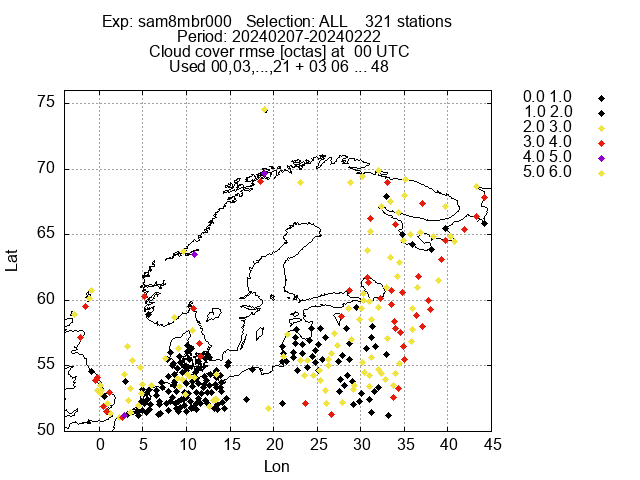 Exp: sam8mbr000   Selection: ALL    321 stations
Period: 20240207-20240222
Cloud cover rmse [octas] at  00 UTC
Used 00,03,...,21 + 03 06 ... 48
0.0 1.0
1.0 2.0
2.0 3.0
3.0 4.0
4.0 5.0
5.0 6.0
75
70
65
60
55
50
Lat
0 5 10 15 20 25 30 35 40 45
Lon